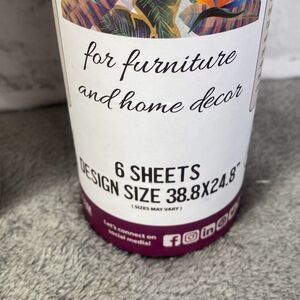 for furniture
and home decor
6 SHEETS
DESIGN SIZE 38.8X24.8"
( SIZES MAY VARY )
Let's connect on
social media!